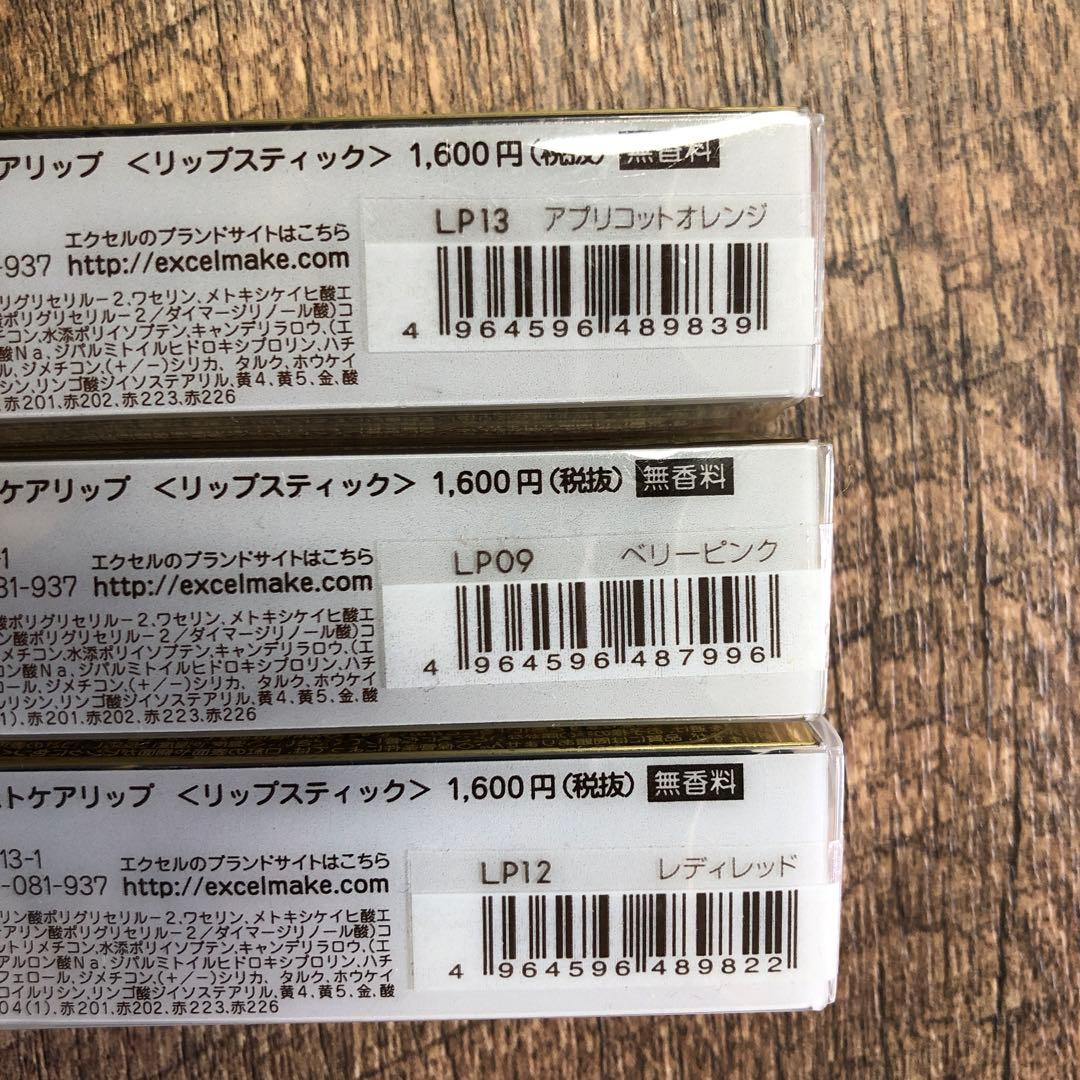 アリップ <リップスティック> 1,600円(税抜) 無香料
LP13 アプリコットオレンジ
エクセルのブランドサイトはこちら
-937 http://excelmake.com
4 964596 489839
リグリセリルー2、ワセリン、メトキシケイヒ酸エ
酸ポリグリセリルー2/ダイマージリノール酸)コ
チコン、水添ポリイソブテン、キャンデリラロウ、(エ
酸Na、ジパルミトイルヒドロキシプロリン、ハチ
ル、ジメチコン、(+/-)シリカ、タルク、ホウケイ
シン、リンゴ酸ジイソステアリル、黄4、黄5、金、酸
、赤201、赤202、赤223、赤226
ケアリップ <リップスティック> 1,600円(税抜) 無香料
LP09 ベリーピンク
-1 エクセルのブランドサイトはこちら
81-937 http://excelmake.com
4 964596 487996
酸ポリグリセリルー2、ワセリン、メトキシケイヒ酸エ
ン酸ポリグリセリルー2/ダイマージリノール酸)コ
メチコン、水添ポリイソブテン、キャンデリラロウ、(エ
ロン酸Na、ジパルミトイルヒドロキシプロリン、ハチ
ロール、ジメチコン、(+/-)シリカ、タルク、ホウケイ
ルリシン、リンゴ酸ジイソステアリル、黄4、黄5、金、酸
1)、赤201、赤202、赤223、赤226
ストケアリップ <リップスティック> 1,600円(税抜) 無香料
LP12 レディレッド
13-1 エクセルのブランドサイトはこちら
-081-937 http://excelmake.com
4 964596 489822
リン酸ポリグリセリルー2、ワセリン、メトキシケイヒ酸エ
テアリン酸ポリグリセリルー2/ダイマージリノール酸)コ
ルトリメチコン、水添ポリイソブテン、キャンデリラロウ、(エ
アルロン酸Na、ジパルミトイルヒドロキシプロリン、ハチ
フェロール、ジメチコン、(+/-)シリカ、タルク、ホウケイ
ロイルリシン、リンゴ酸ジイソステアリル、黄4、黄5、金、酸
04(1)、赤201、赤202、赤223、赤226